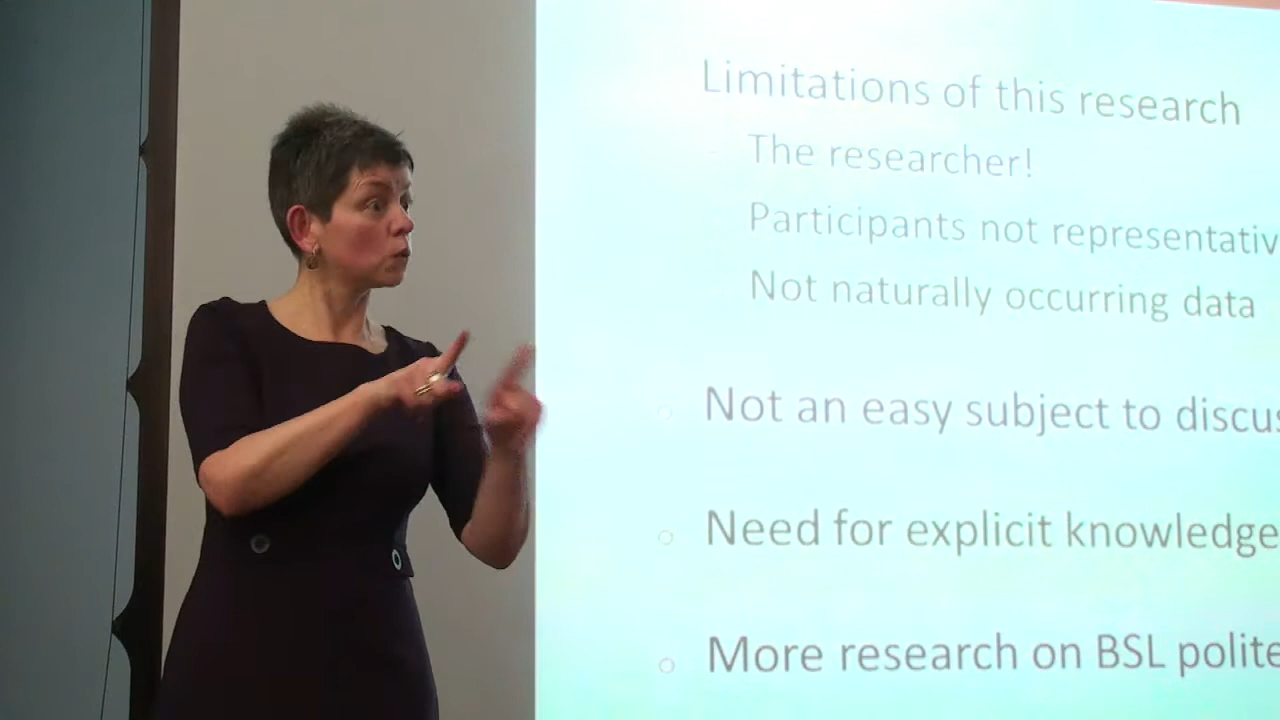 Limitations of this research
The researcher!
Participants not representativ
Not naturally occurring data
Not an easy subject to discus
Need for explicit knowledge
More research on BSL polite